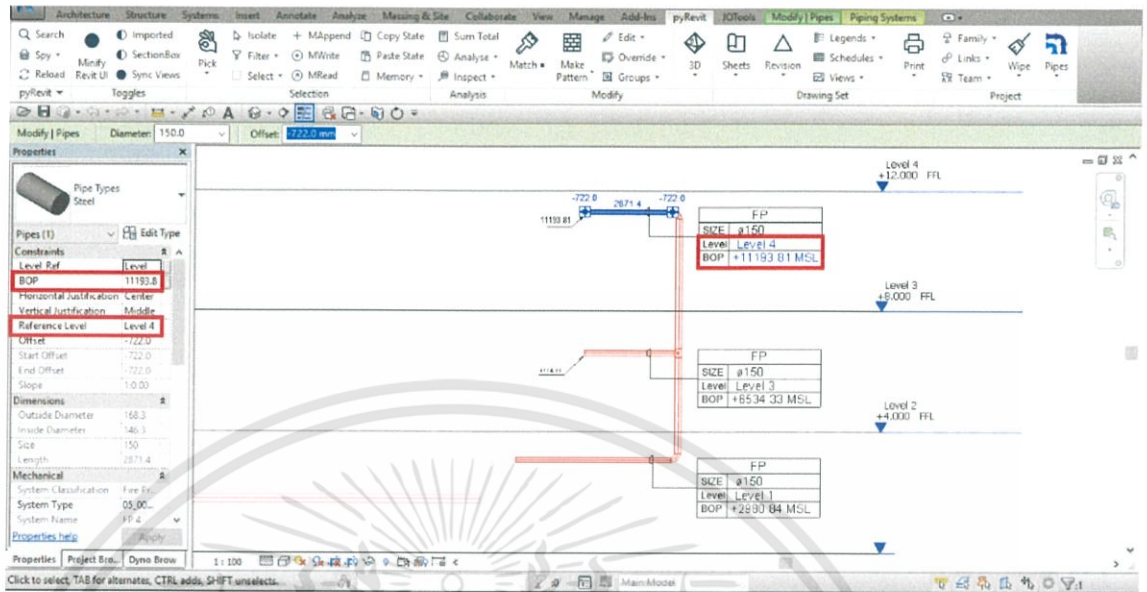 Architecture Structure Systems Insert Annotate Analyze Massing & Site Collaborate View Manage Add-Ins pyRevit JOTools Modify | Pipes Piping Systems
Search Imported Isolate + MAppend Copy State Sum Total Edit Legends Family
Spy SectionBox Filter MWrite Paste State Analyse Override Schedules Links
Reload Sync Views Select MRead Memory Inspect Groups Views Team
Minify Revit UI Pick Match Make Pattern 3D Sheets Revision Print Wipe Pipes
pyRevit Toggles Selection Analysis Modify Drawing Set Project
Modify | Pipes Diameter: 150.0 Offset: -722.0 mm
Properties
Pipe Types
Steel
Pipes (1) Edit Type
Constraints
Level Ref Level
BOP 11193.8
Horizontal Justification Center
Vertical Justification Middle
Reference Level Level 4
Offset -722.0
Start Offset -722.0
End Offset -722.0
Slope 1:0.00
Dimensions
Outside Diameter 168.3
Inside Diameter 146.3
Size 150
Length 2871.4
Mechanical
System Classification Fire Pr...
System Type 05_00...
System Name FP 4
Properties help Apply
Properties Project Bro... Dyno Brow
Level 4
+12.000 FFL
-722.0 2871.4 -722.0
11193.81
FP
SIZE ø150
Level Level 4
BOP +11193.81 MSL
Level 3
+8.000 FFL
FP
SIZE ø150
Level Level 3
BOP +6534.33 MSL
Level 2
+4.000 FFL
FP
SIZE ø150
Level Level 1
BOP +2880.84 MSL
1 : 100
Click to select, TAB for alternates, CTRL adds, SHIFT unselects.
:0 Main Model :1